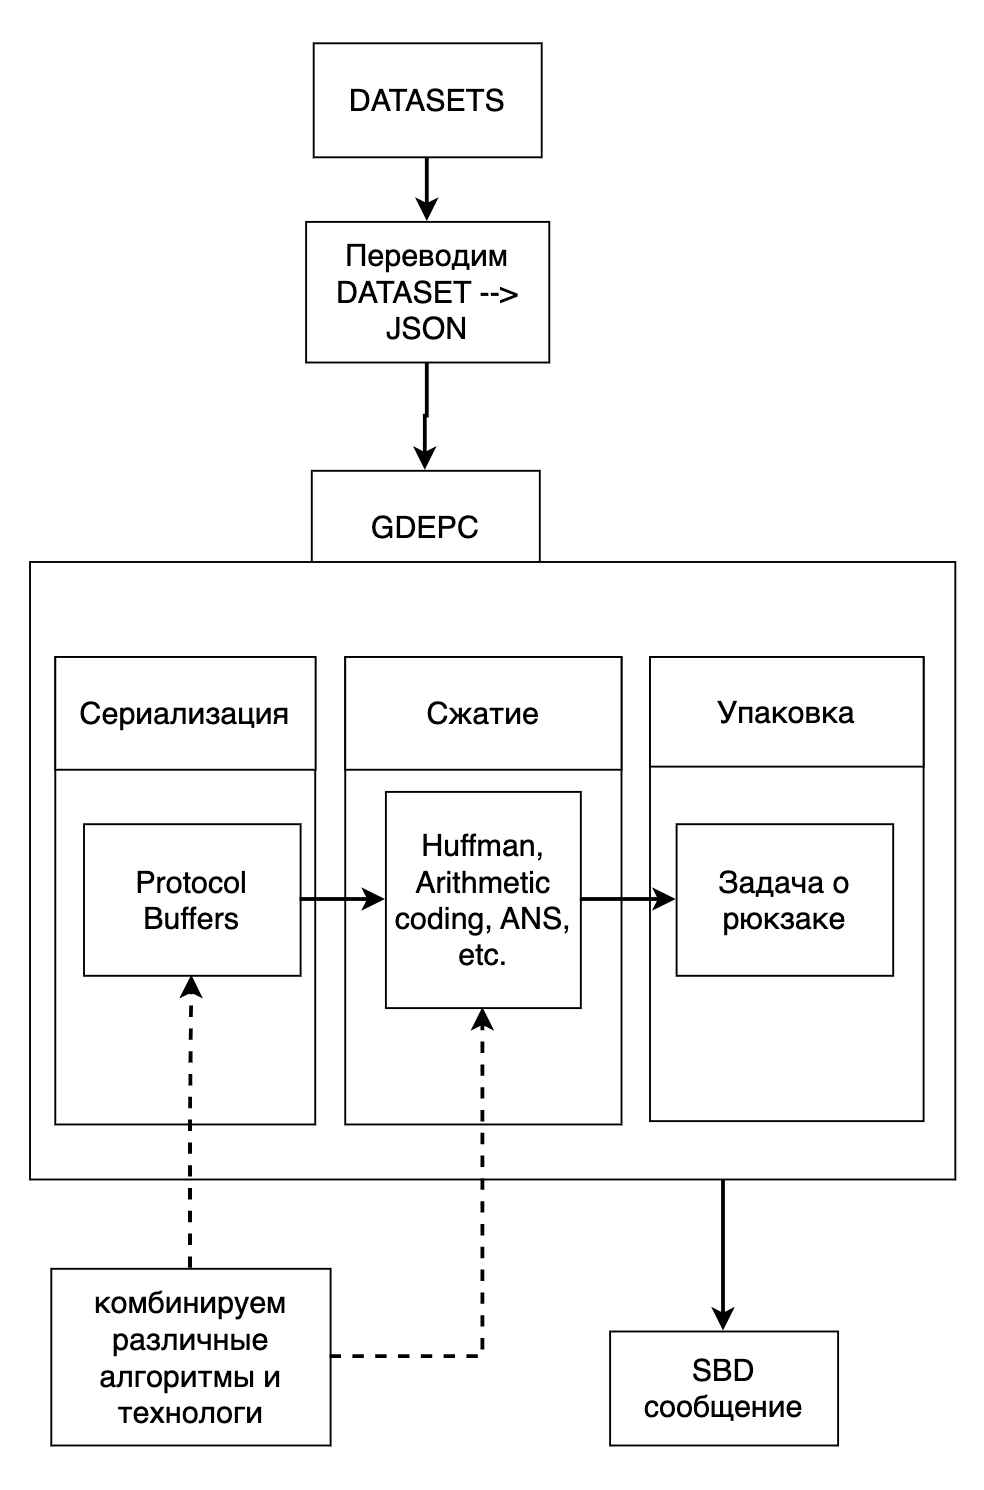 DATASETS
Переводим
DATASET -->
JSON
GDEPC
Сериализация
Сжатие
Упаковка
Protocol
Buffers
Huffman,
Arithmetic
coding, ANS,
etc.
Задача о
рюкзаке
комбинируем
различные
алгоритмы и
технологи
SBD
сообщение